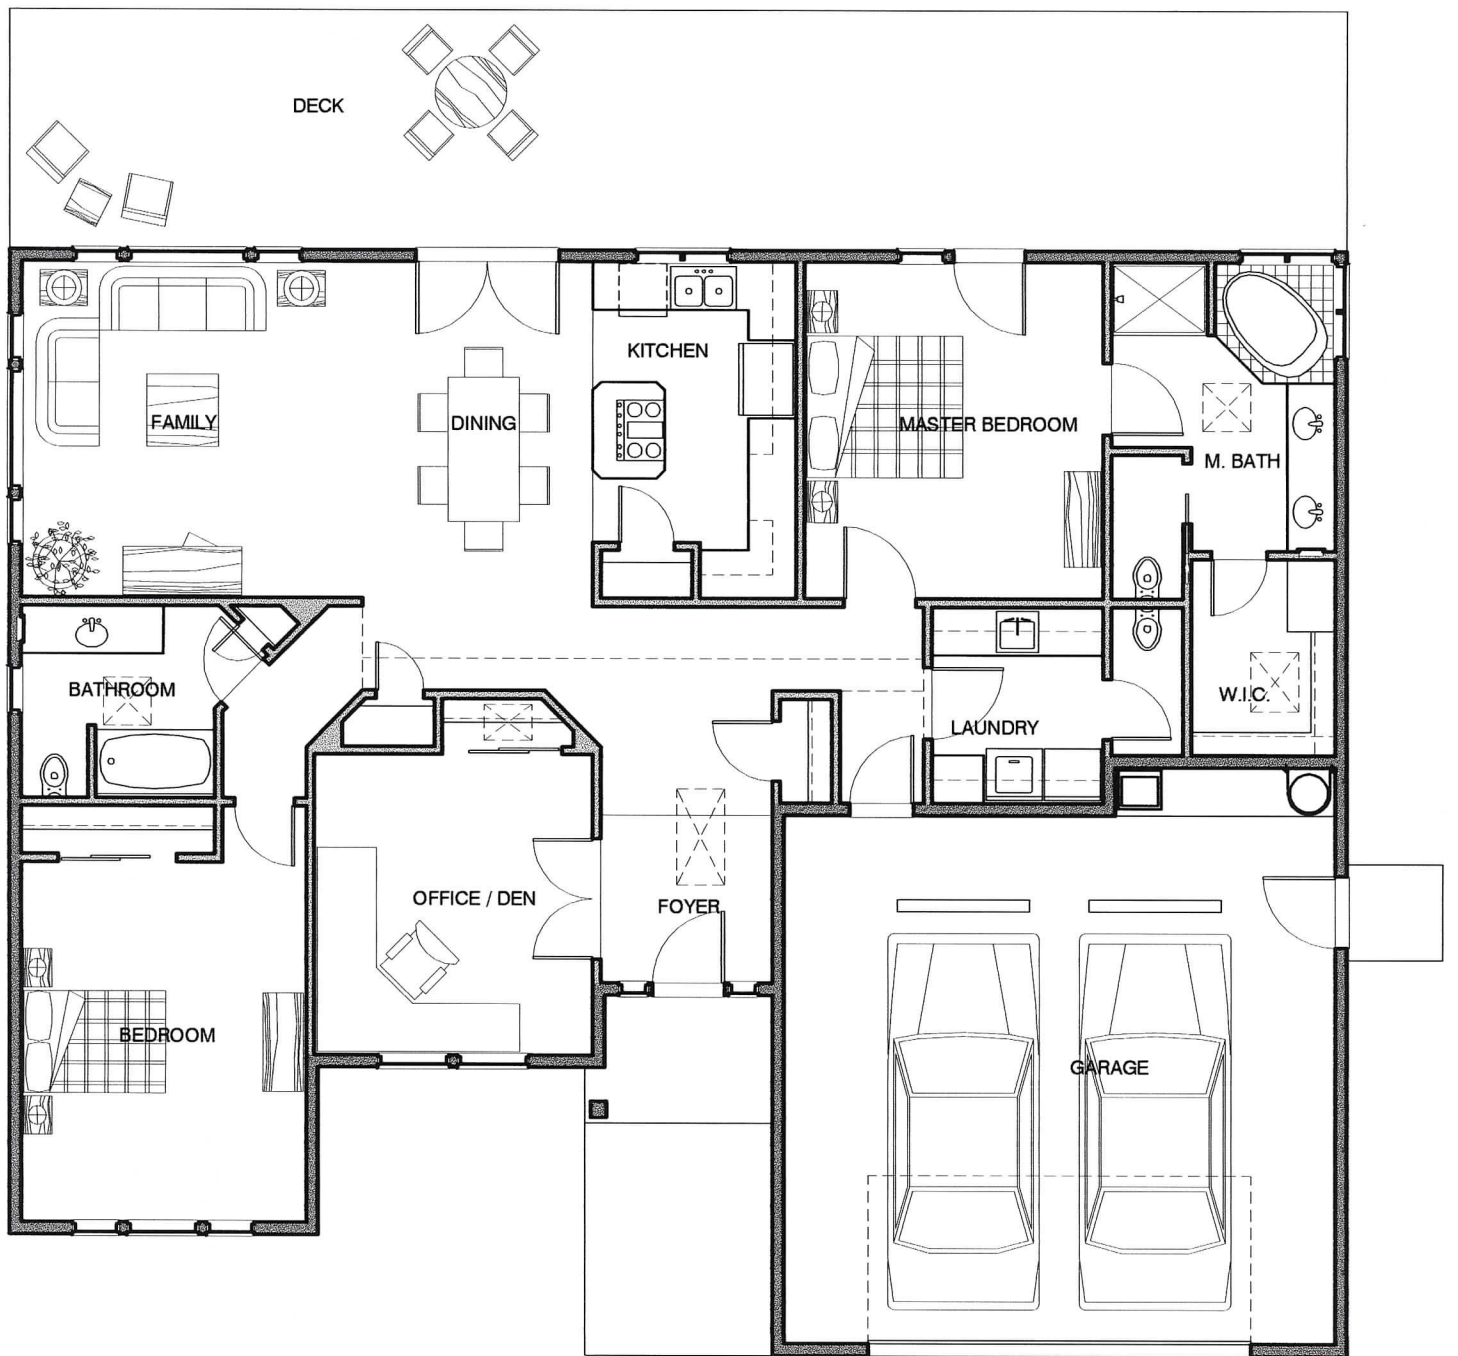 DECK
KITCHEN
FAMILY
DINING
MASTER BEDROOM
M. BATH
BATHROOM
W.I.C.
LAUNDRY
OFFICE / DEN
FOYER
BEDROOM
GARAGE